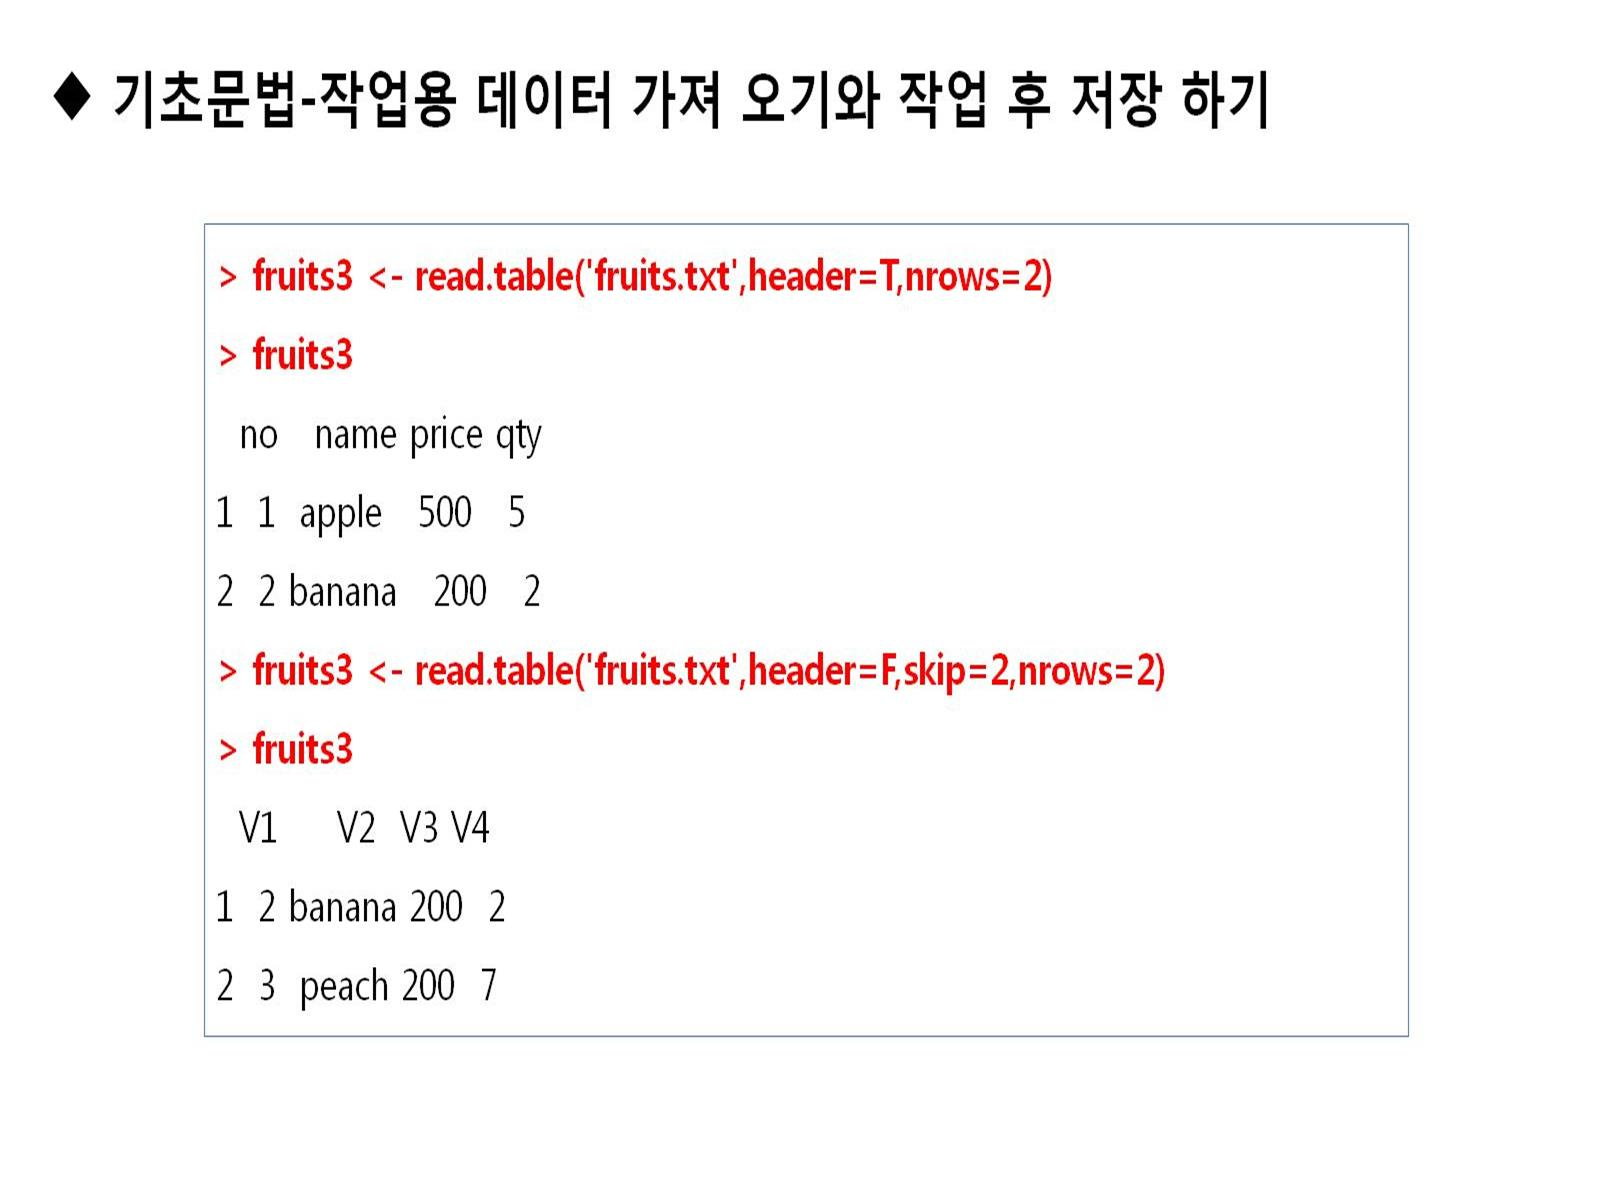 ◆ 기초문법-작업용 데이터 가져 오기와 작업 후 저장 하기
> fruits3 <- read.table('fruits.txt',header=T,nrows=2)
> fruits3
no name price qty
1 1 apple 500 5
2 2 banana 200 2
> fruits3 <- read.table('fruits.txt',header=F,skip=2,nrows=2)
> fruits3
V1 V2 V3 V4
1 2 banana 200 2
2 3 peach 200 7